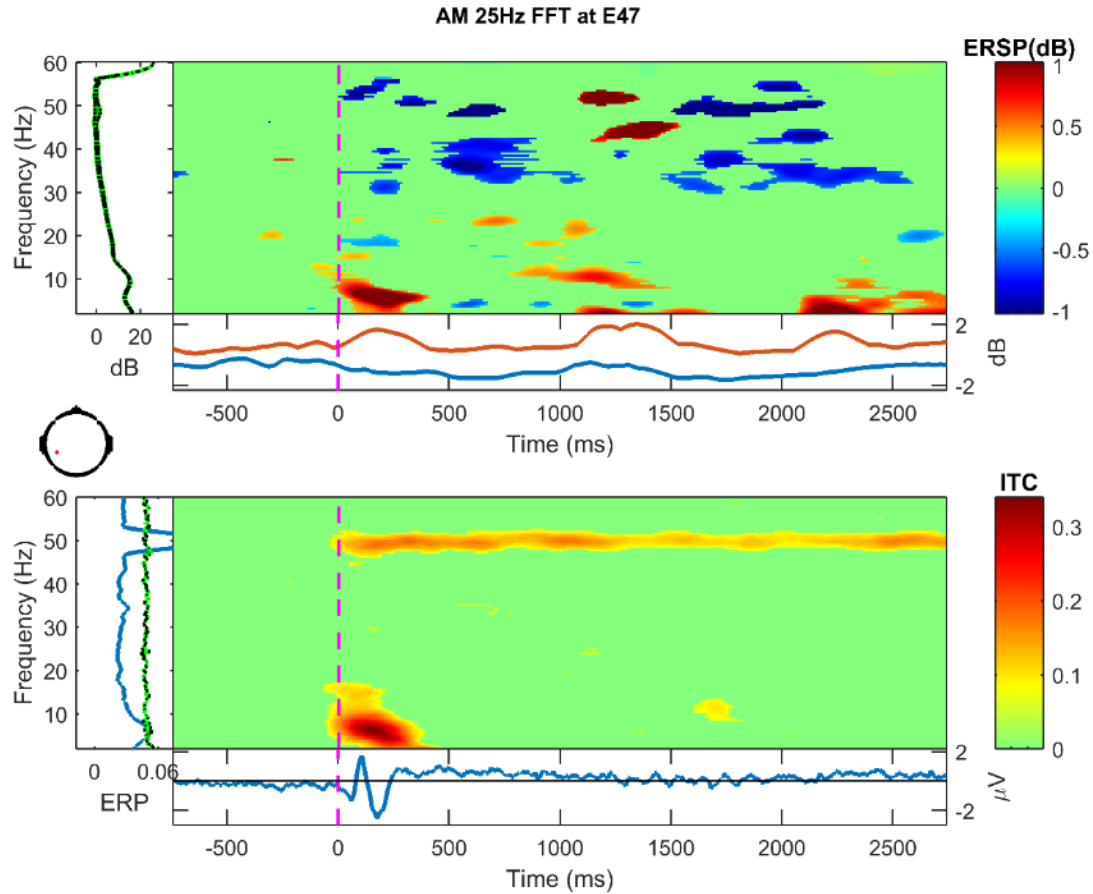 AM 25Hz FFT at E47
ERSP(dB)
60
50
40
30
20
10
Frequency (Hz)
1
0.5
0
-0.5
-1
0 20
dB
2
-2
dB
-500 0 500 1000 1500 2000 2500
Time (ms)
ITC
60
50
40
30
20
10
Frequency (Hz)
0.3
0.2
0.1
0
0 0.06
ERP
2
-2
μV
-500 0 500 1000 1500 2000 2500
Time (ms)